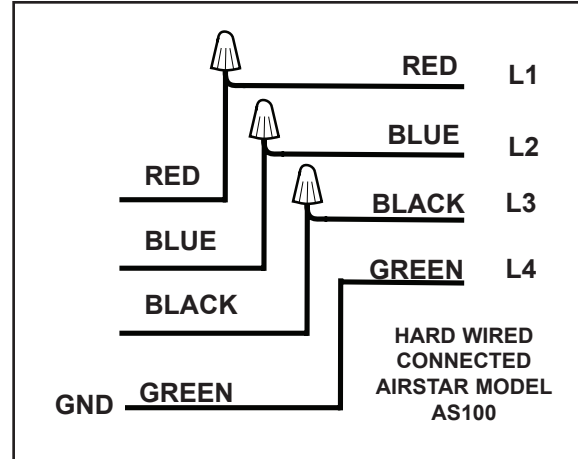 RED L1
BLUE L2
RED
BLACK L3
BLUE
GREEN L4
BLACK
HARD WIRED
CONNECTED
AIRSTAR MODEL
AS100
GND GREEN